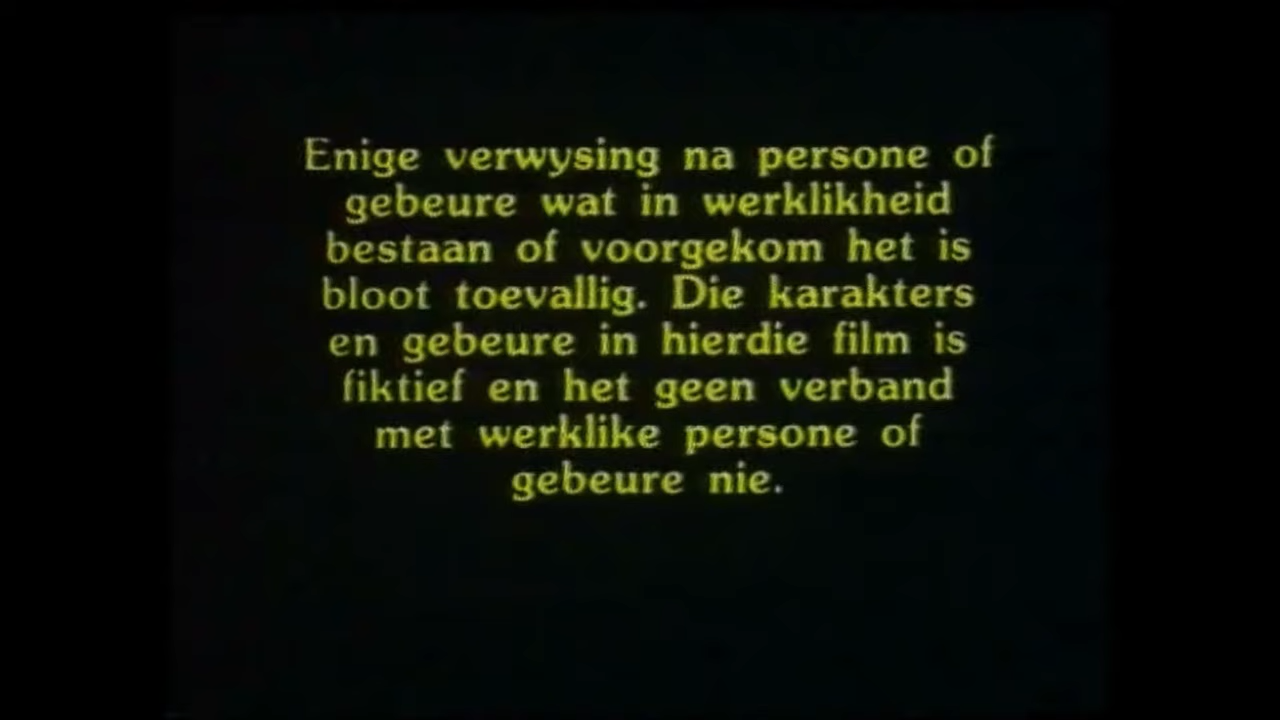 Enige verwysing na persone of
gebeure wat in werklikheid
bestaan of voorgekom het is
bloot toevallig. Die karakters
en gebeure in hierdie film is
fiktief en het geen verband
met werklike persone of
gebeure nie.